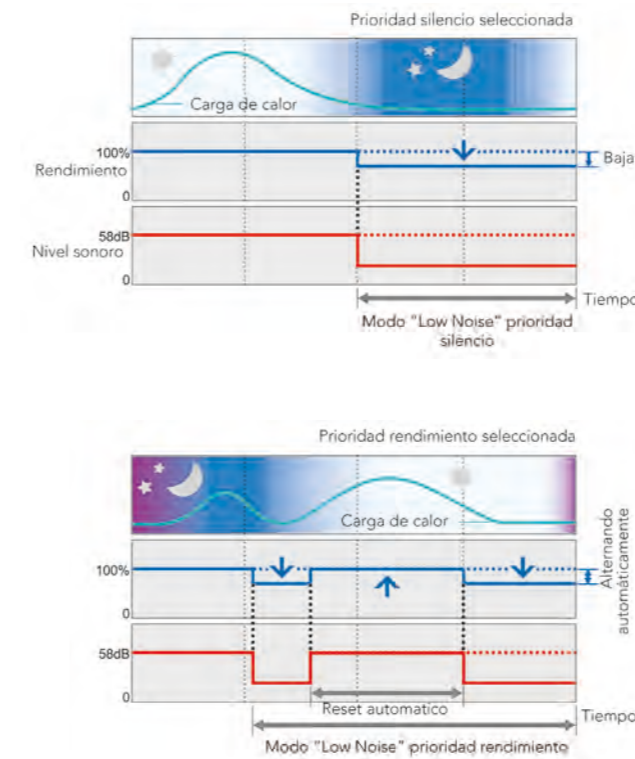 Prioridad silencio seleccionada
Carga de calor
100%
Rendimiento
0
Baja
58dB
Nivel sonoro
0
Tiempo
Modo "Low Noise" prioridad
silencio
Prioridad rendimiento seleccionada
Carga de calor
100%
0
Alternando
automáticamente
58dB
0
Reset automatico
Tiempo
Modo "Low Noise" prioridad rendimiento